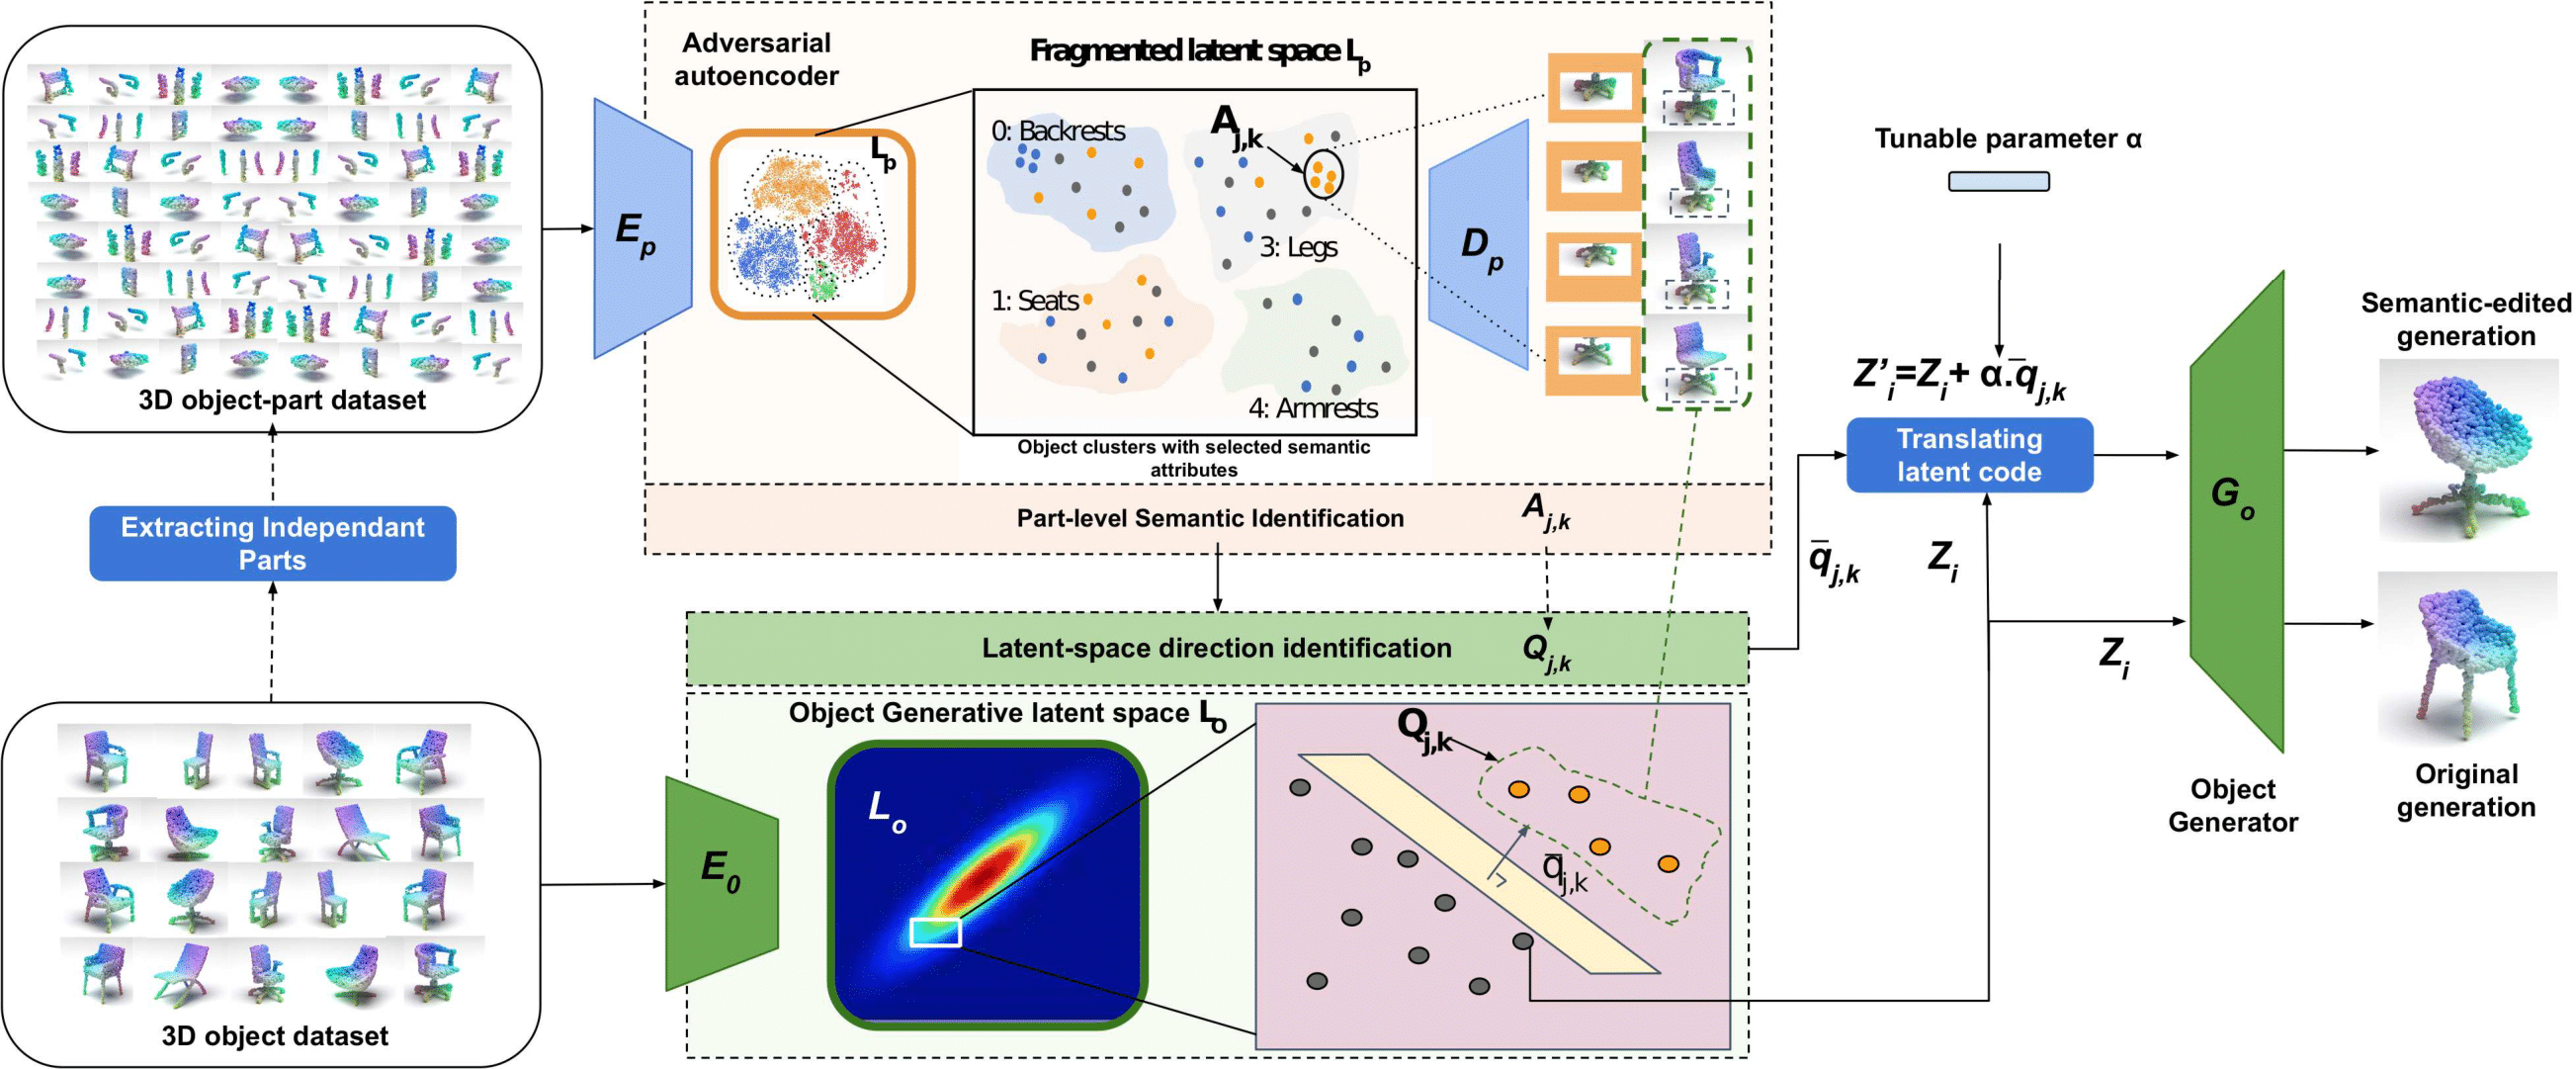 3D object-part dataset
Extracting Independant
Parts
3D object dataset
Adversarial
autoencoder
E_p
L_p
Fragmented latent space L_p
0: Backrests
A_{j,k}
3: Legs
1: Seats
4: Armrests
Object clusters with selected semantic
attributes
D_p
Part-level Semantic Identification
A_{j,k}
Latent-space direction identification
Q_{j,k}
Object Generative latent space L_o
E_0
L_o
Q_{j,k}
q̄_{j,k}
Tunable parameter α
Z'_i=Z_i+ α.q̄_{j,k}
Translating
latent code
q̄_{j,k}
Z_i
Z_i
G_o
Object
Generator
Semantic-edited
generation
Original
generation